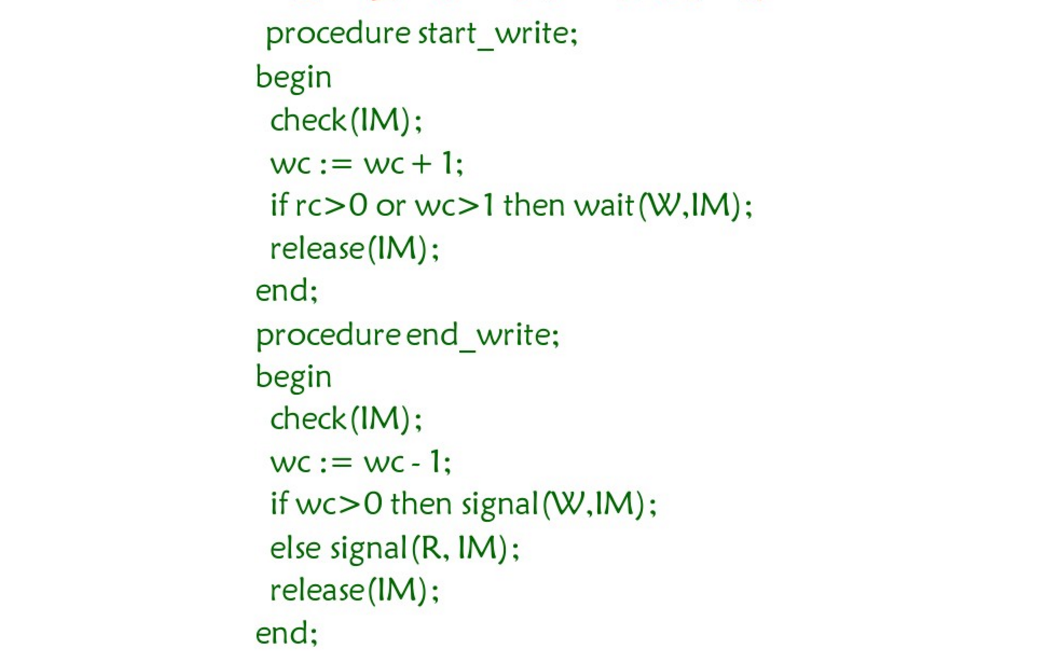 procedure start_write;
begin
check(IM);
wc := wc + 1;
if rc>0 or wc>1 then wait(W,IM);
release(IM);
end;
procedure end_write;
begin
check(IM);
wc := wc - 1;
if wc>0 then signal(W,IM);
else signal(R, IM);
release(IM);
end;